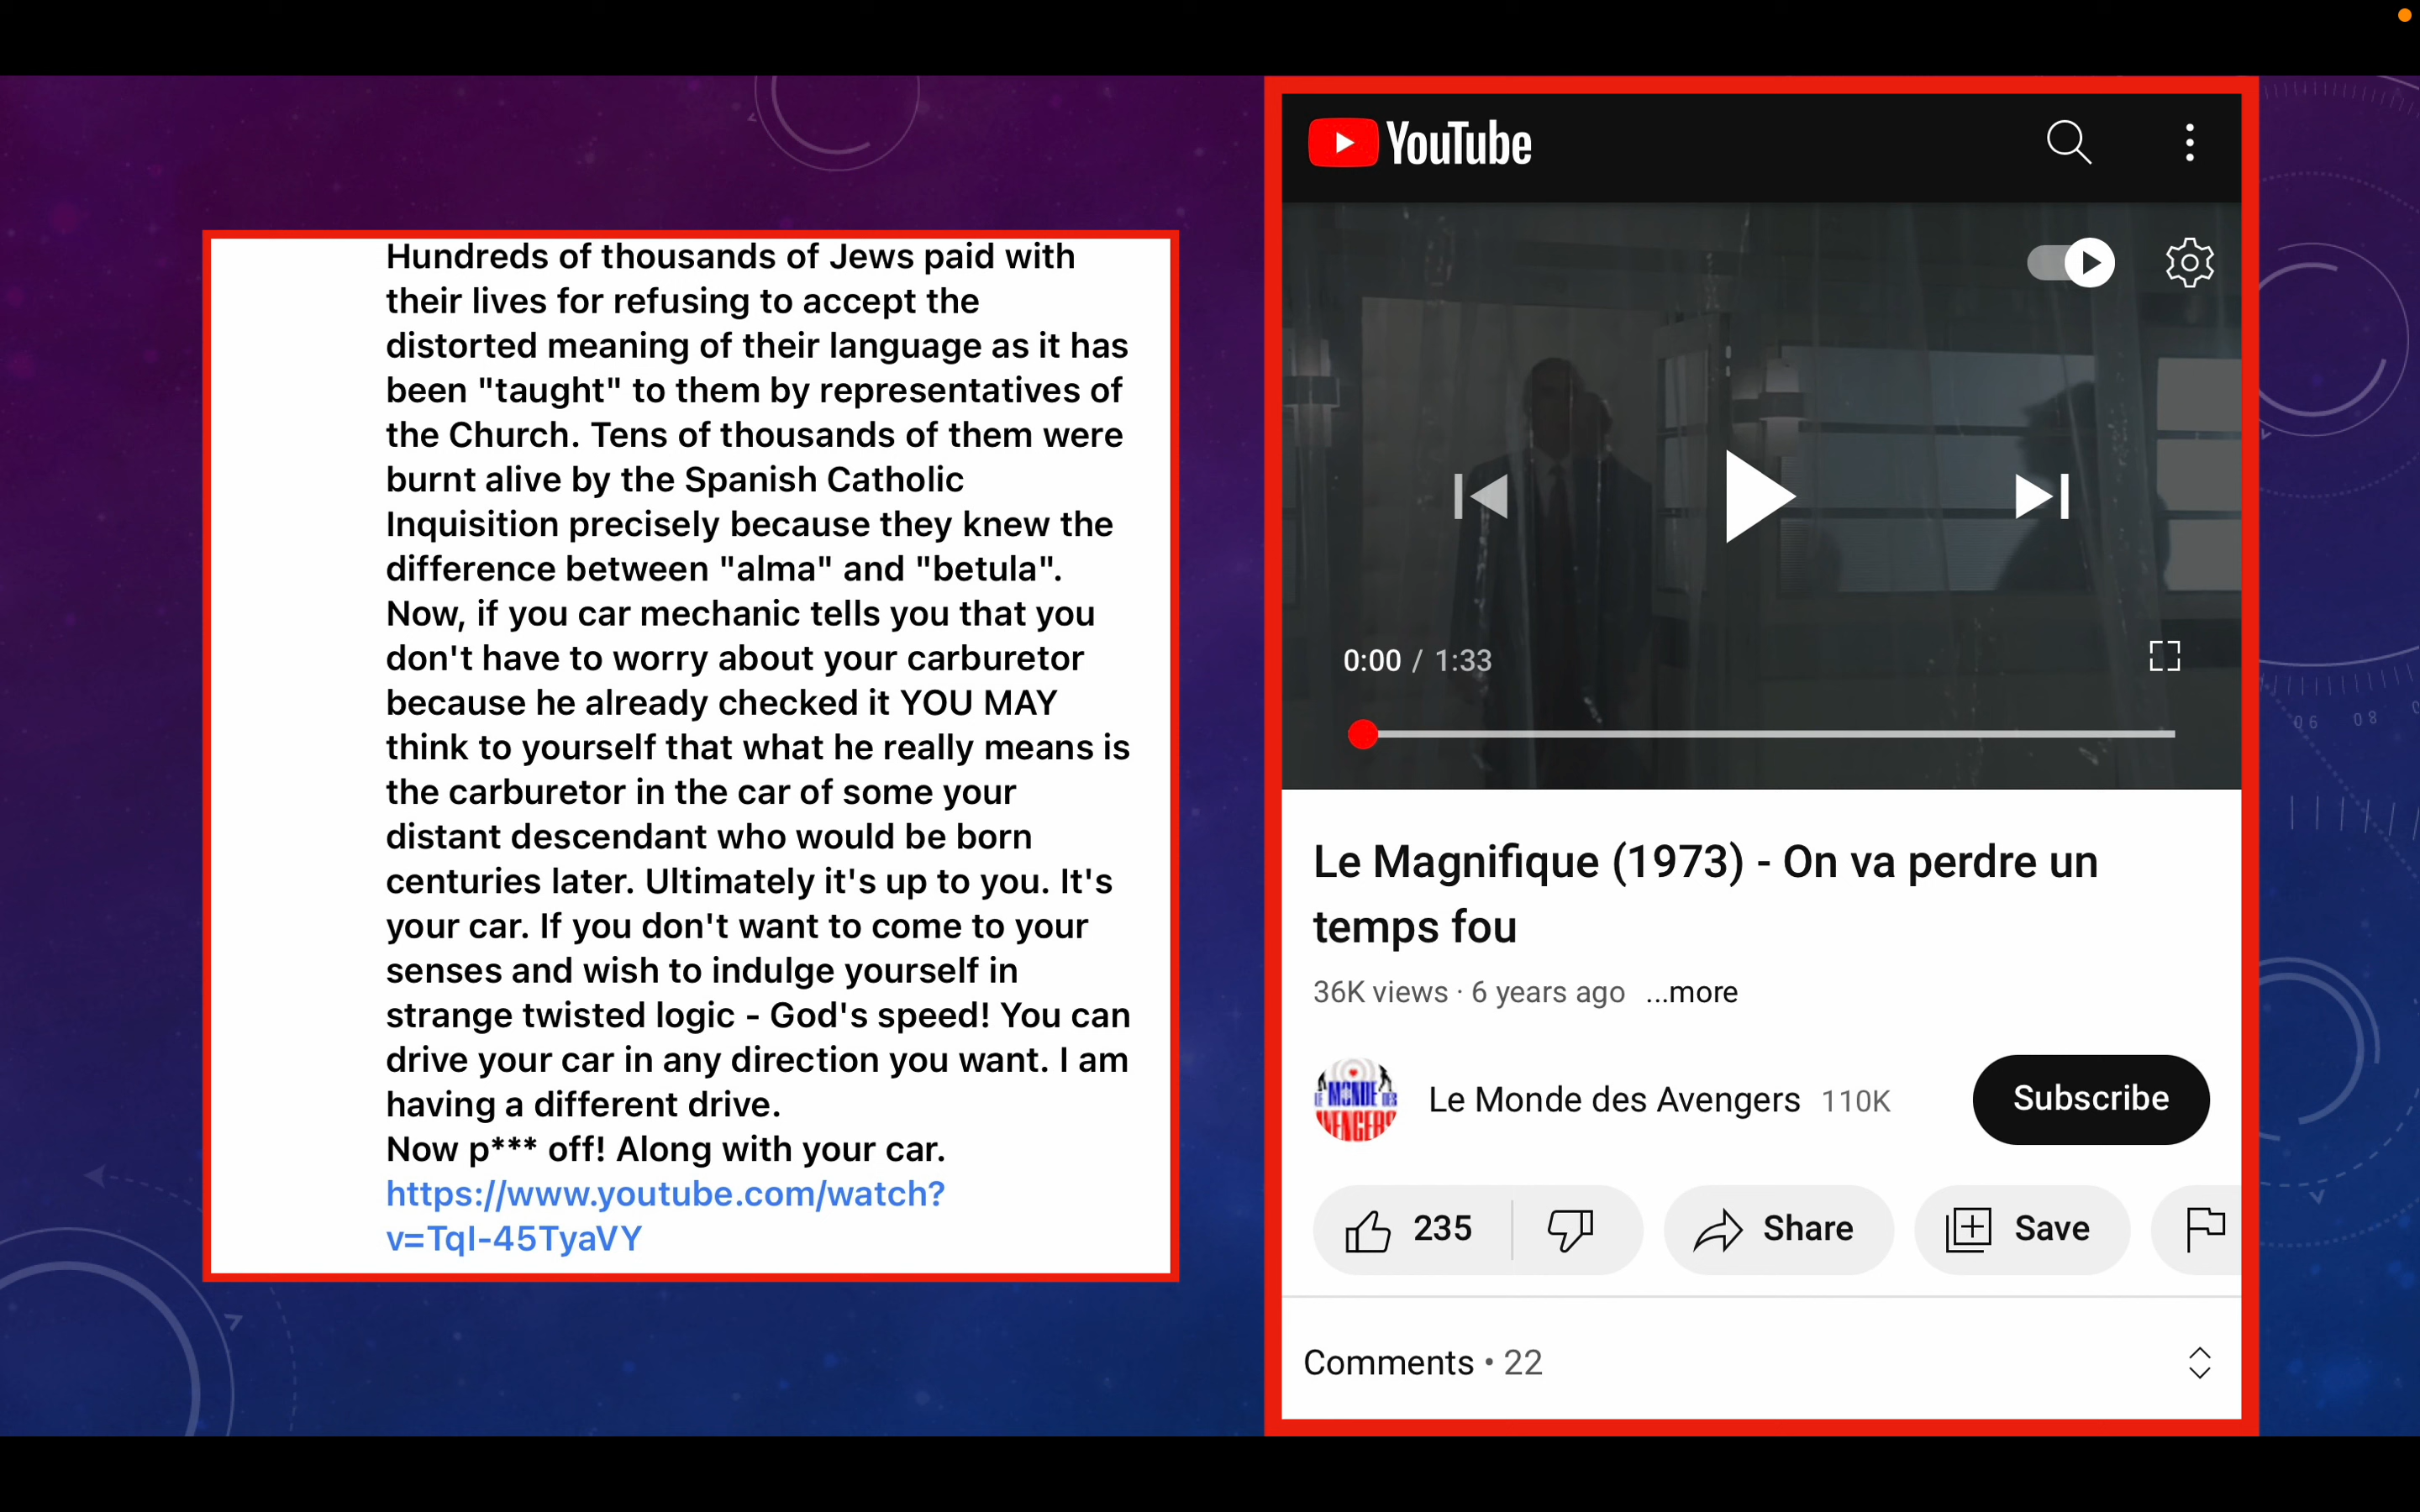 Hundreds of thousands of Jews paid with
their lives for refusing to accept the
distorted meaning of their language as it has
been "taught" to them by representatives of
the Church. Tens of thousands of them were
burnt alive by the Spanish Catholic
Inquisition precisely because they knew the
difference between "alma" and "betula".
Now, if you car mechanic tells you that you
don't have to worry about your carburetor
because he already checked it YOU MAY
think to yourself that what he really means is
the carburetor in the car of some your
distant descendant who would be born
centuries later. Ultimately it's up to you. It's
your car. If you don't want to come to your
senses and wish to indulge yourself in
strange twisted logic - God's speed! You can
drive your car in any direction you want. I am
having a different drive.
Now p*** off! Along with your car.
https://www.youtube.com/watch?
v=TqI-45TyaVY
YouTube
0:00 / 1:33
Le Magnifique (1973) - On va perdre un
temps fou
36K views · 6 years ago ...more
LE MONDE DES
AVENGERS
Le Monde des Avengers 110K
Subscribe
235
Share
Save
Comments • 22
06 08